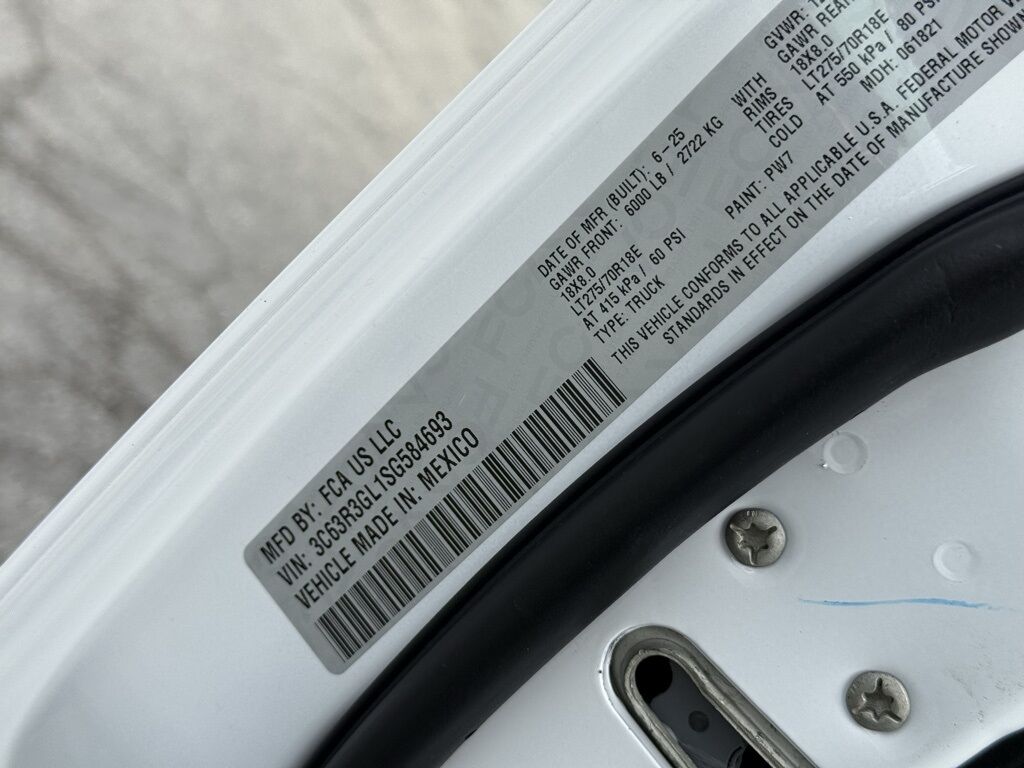 MFD BY: FCA US LLC
VIN: 3C63R3GL1SG584693
VEHICLE MADE IN: MEXICO
DATE OF MFR (BUILT): 6-25
GAWR FRONT: 6000 LB / 2722 KG WITH
18X8.0 RIMS
LT275/70R18E TIRES
AT 415 kPa / 60 PSI COLD
TYPE: TRUCK PAINT: PW7
GVWR:
GAWR REAR
18X8.0
LT275/70R18E
AT 550 kPa / 80 PSI
MDH: 061821
THIS VEHICLE CONFORMS TO ALL APPLICABLE U.S.A. FEDERAL MOTOR
STANDARDS IN EFFECT ON THE DATE OF MANUFACTURE SHOWN